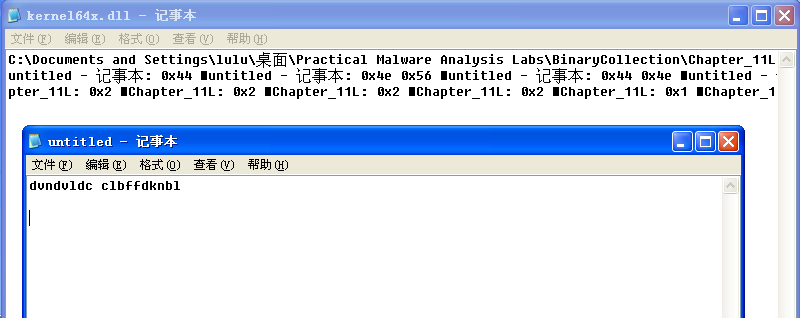 kernel64x.dll - 记事本
文件(F) 编辑(E) 格式(O) 查看(V) 帮助(H)
C:\Documents and Settings\lulu\桌面\Practical Malware Analysis Labs\BinaryCollection\Chapter_11L
untitled - 记事本: 0x44 ■untitled - 记事本: 0x4e 0x56 ■untitled - 记事本: 0x44 0x4e ■untitled -
pter_11L: 0x2 ■Chapter_11L: 0x2 ■Chapter_11L: 0x2 ■Chapter_11L: 0x2 ■Chapter_11L: 0x1 ■Chapter_1
untitled - 记事本
文件(F) 编辑(E) 格式(O) 查看(V) 帮助(H)
dvndvldc clbffdknbl